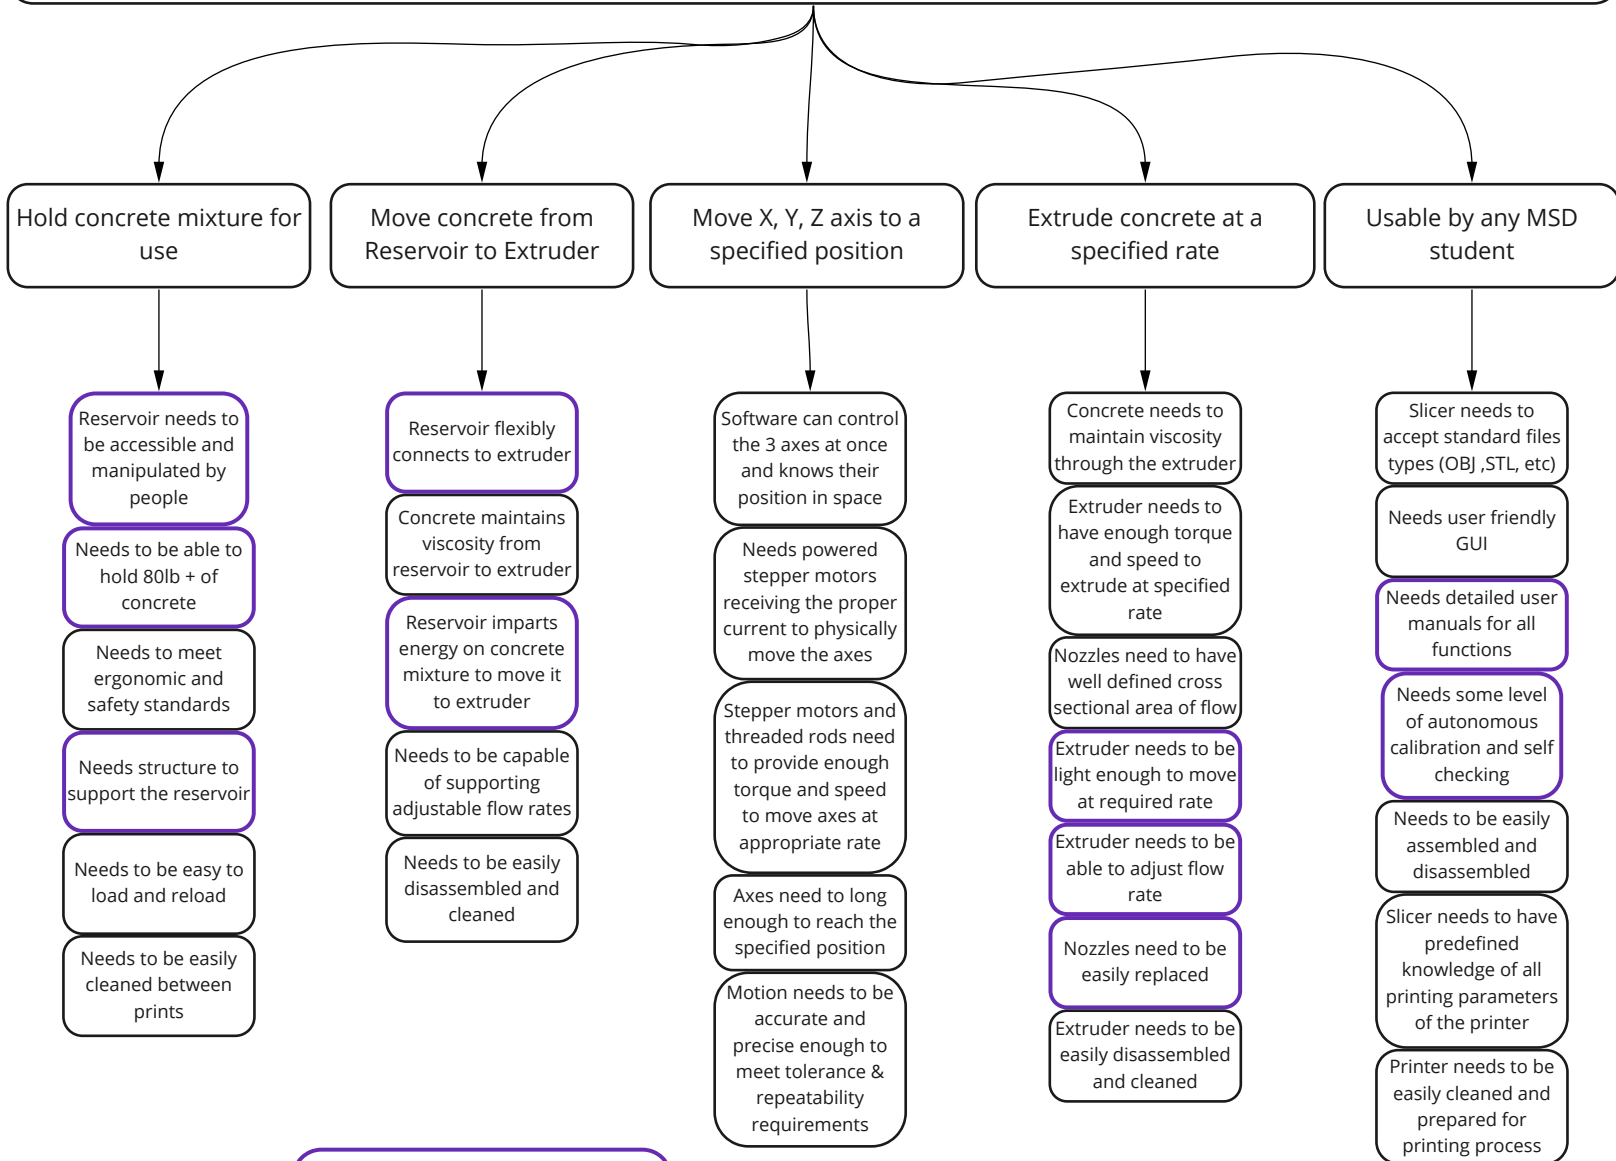 Hold concrete mixture for
use
Move concrete from
Reservoir to Extruder
Move X, Y, Z axis to a
specified position
Extrude concrete at a
specified rate
Usable by any MSD
student
Reservoir needs to
be accessible and
manipulated by
people
Needs to be able to
hold 80lb + of
concrete
Needs to meet
ergonomic and
safety standards
Needs structure to
support the reservoir
Needs to be easy to
load and reload
Needs to be easily
cleaned between
prints
Reservoir flexibly
connects to extruder
Concrete maintains
viscosity from
reservoir to extruder
Reservoir imparts
energy on concrete
mixture to move it
to extruder
Needs to be capable
of supporting
adjustable flow rates
Needs to be easily
disassembled and
cleaned
Software can control
the 3 axes at once
and knows their
position in space
Needs powered
stepper motors
receiving the proper
current to physically
move the axes
Stepper motors and
threaded rods need
to provide enough
torque and speed
to move axes at
appropriate rate
Axes need to long
enough to reach the
specified position
Motion needs to be
accurate and
precise enough to
meet tolerance &
repeatability
requirements
Concrete needs to
maintain viscosity
through the extruder
Extruder needs to
have enough torque
and speed to
extrude at specified
rate
Nozzles need to have
well defined cross
sectional area of flow
Extruder needs to be
light enough to move
at required rate
Extruder needs to be
able to adjust flow
rate
Nozzles need to be
easily replaced
Extruder needs to be
easily disassembled
and cleaned
Slicer needs to
accept standard files
types (OBJ ,STL, etc)
Needs user friendly
GUI
Needs detailed user
manuals for all
functions
Needs some level
of autonomous
calibration and self
checking
Needs to be easily
assembled and
disassembled
Slicer needs to have
predefined
knowledge of all
printing parameters
of the printer
Printer needs to be
easily cleaned and
prepared for
printing process